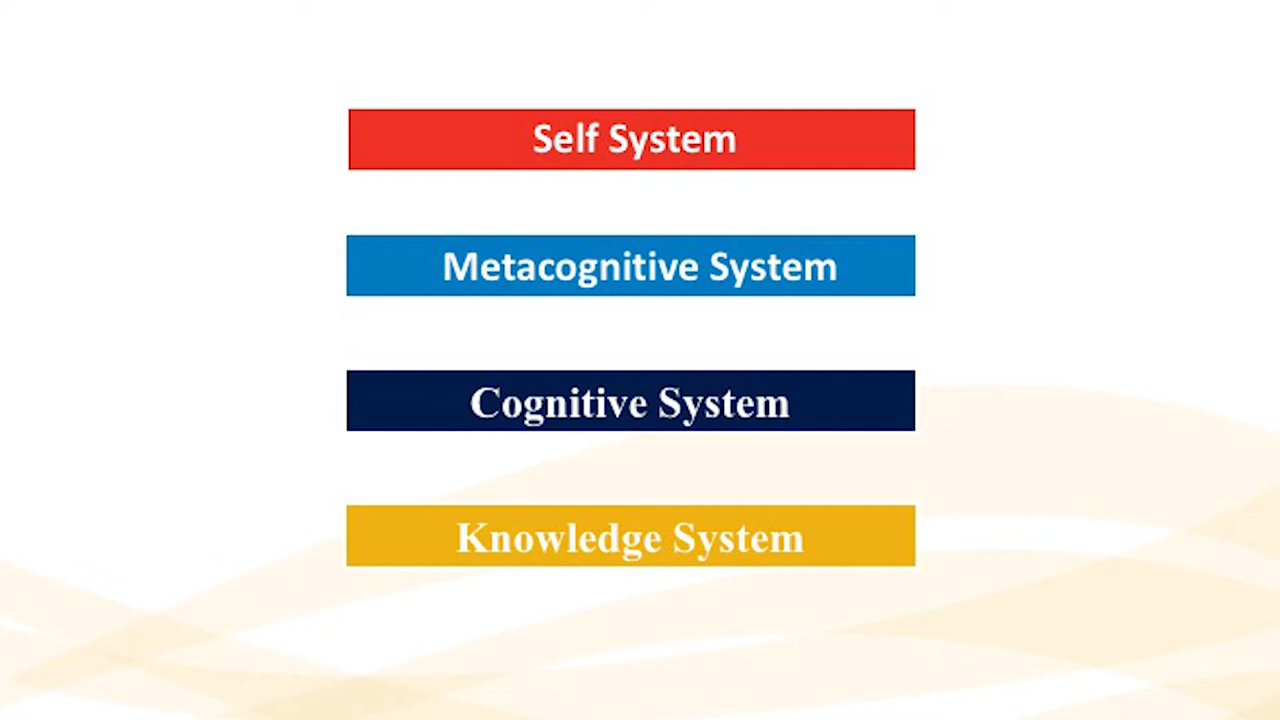 Self System
Metacognitive System
Cognitive System
Knowledge System